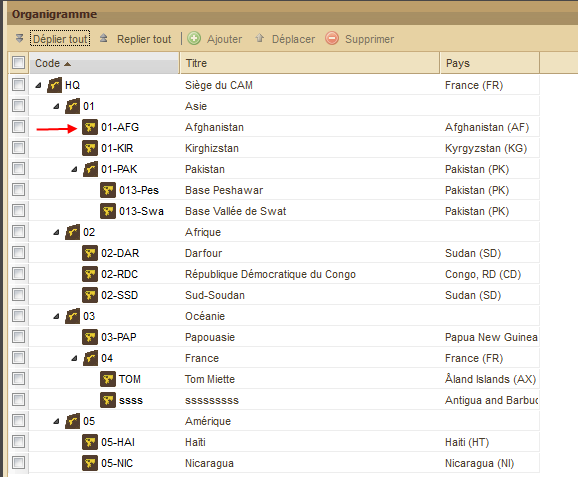 Organigramme
Déplier tout Replier tout Ajouter Déplacer Supprimer
Code Titre Pays
HQ Siège du CAM France (FR)
01 Asie
01-AFG Afghanistan Afghanistan (AF)
01-KIR Kirghizstan Kyrgyzstan (KG)
01-PAK Pakistan Pakistan (PK)
013-Pes Base Peshawar Pakistan (PK)
013-Swa Base Vallée de Swat Pakistan (PK)
02 Afrique
02-DAR Darfour Sudan (SD)
02-RDC République Démocratique du Congo Congo, RD (CD)
02-SSD Sud-Soudan Sudan (SD)
03 Océanie
03-PAP Papouasie Papua New Guinea
04 France France (FR)
TOM Tom Miette Åland Islands (AX)
ssss sssssssss Antigua and Barbuc
05 Amérique
05-HAI Haïti Haiti (HT)
05-NIC Nicaragua Nicaragua (NI)